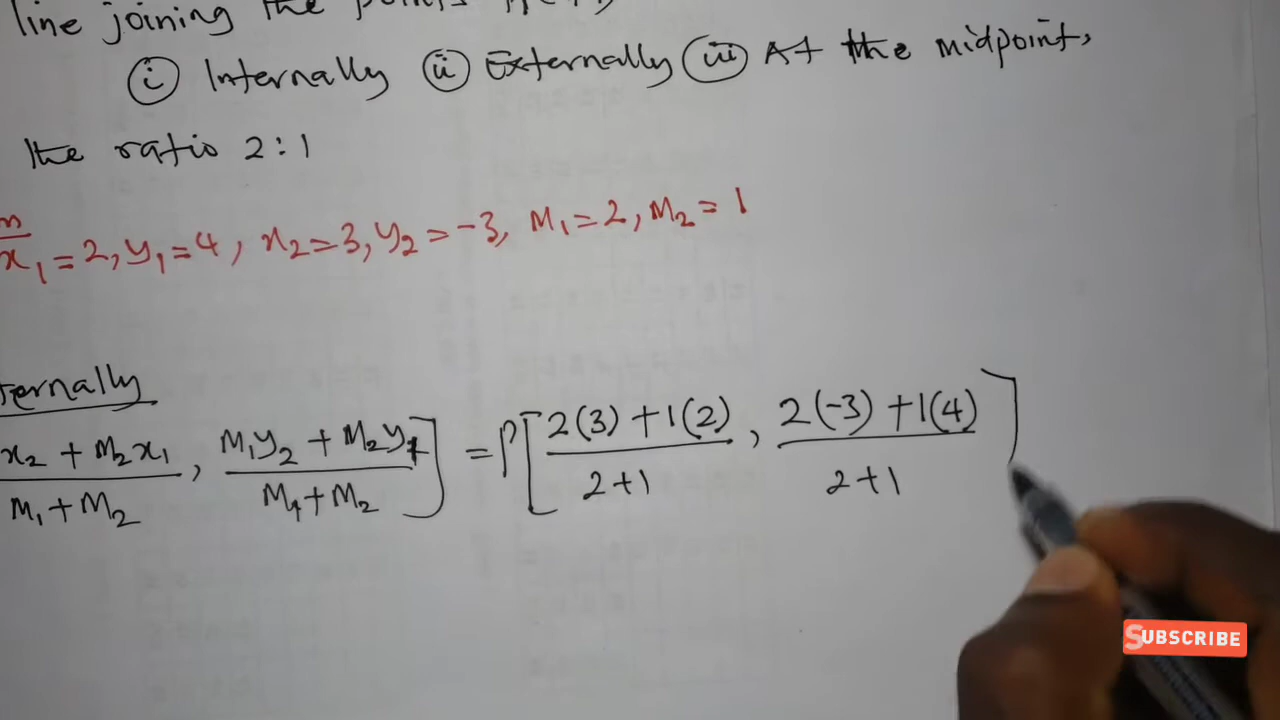 line joining the points
(i) Internally (ii) Externally (iii) At the midpoint,
the ratio 2:1
x₁=2, y₁=4, x₂=3, y₂=-3, M₁=2, M₂=1
ternally
x₂ + M₂x₁ / M₁+M₂, M₁y₂ + M₂y₁ / M₁+M₂] = P[2(3)+1(2) / 2+1, 2(-3)+1(4) / 2+1]
SUBSCRIBE